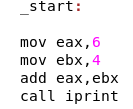 _start:
mov eax,6
mov ebx,4
add eax,ebx
call iprint